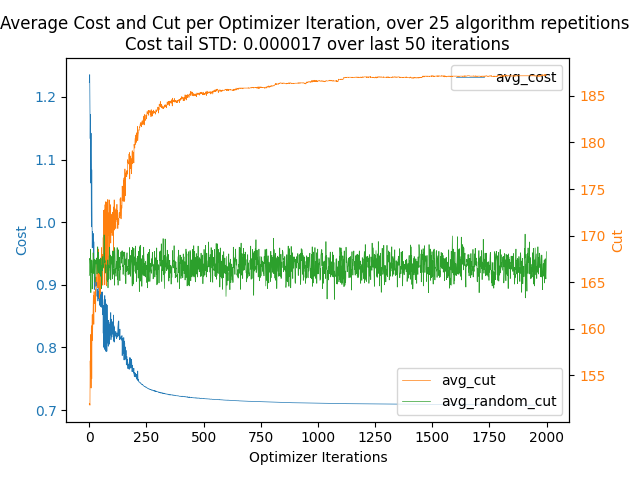 Average Cost and Cut per Optimizer Iteration, over 25 algorithm repetitions
Cost tail STD: 0.000017 over last 50 iterations
avg_cost
1.2
1.1
1.0
0.9
0.8
0.7
Cost
185
180
175
170
165
160
155
Cut
avg_cut
avg_random_cut
0
250
500
750
1000
1250
1500
1750
2000
Optimizer Iterations